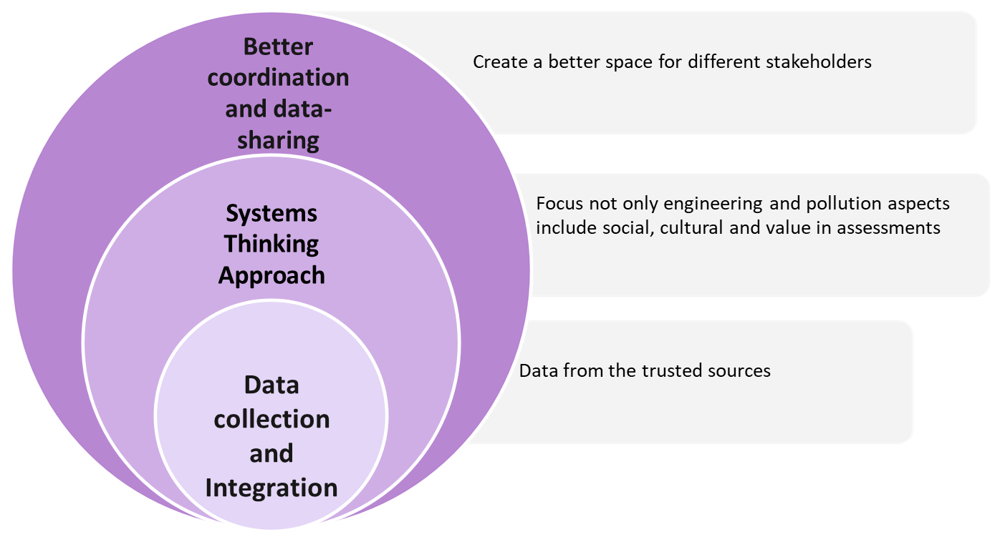 Better
coordination
and data-
sharing
Create a better space for different stakeholders
Systems
Thinking
Approach
Focus not only engineering and pollution aspects
include social, cultural and value in assessments
Data
collection
and
Integration
Data from the trusted sources